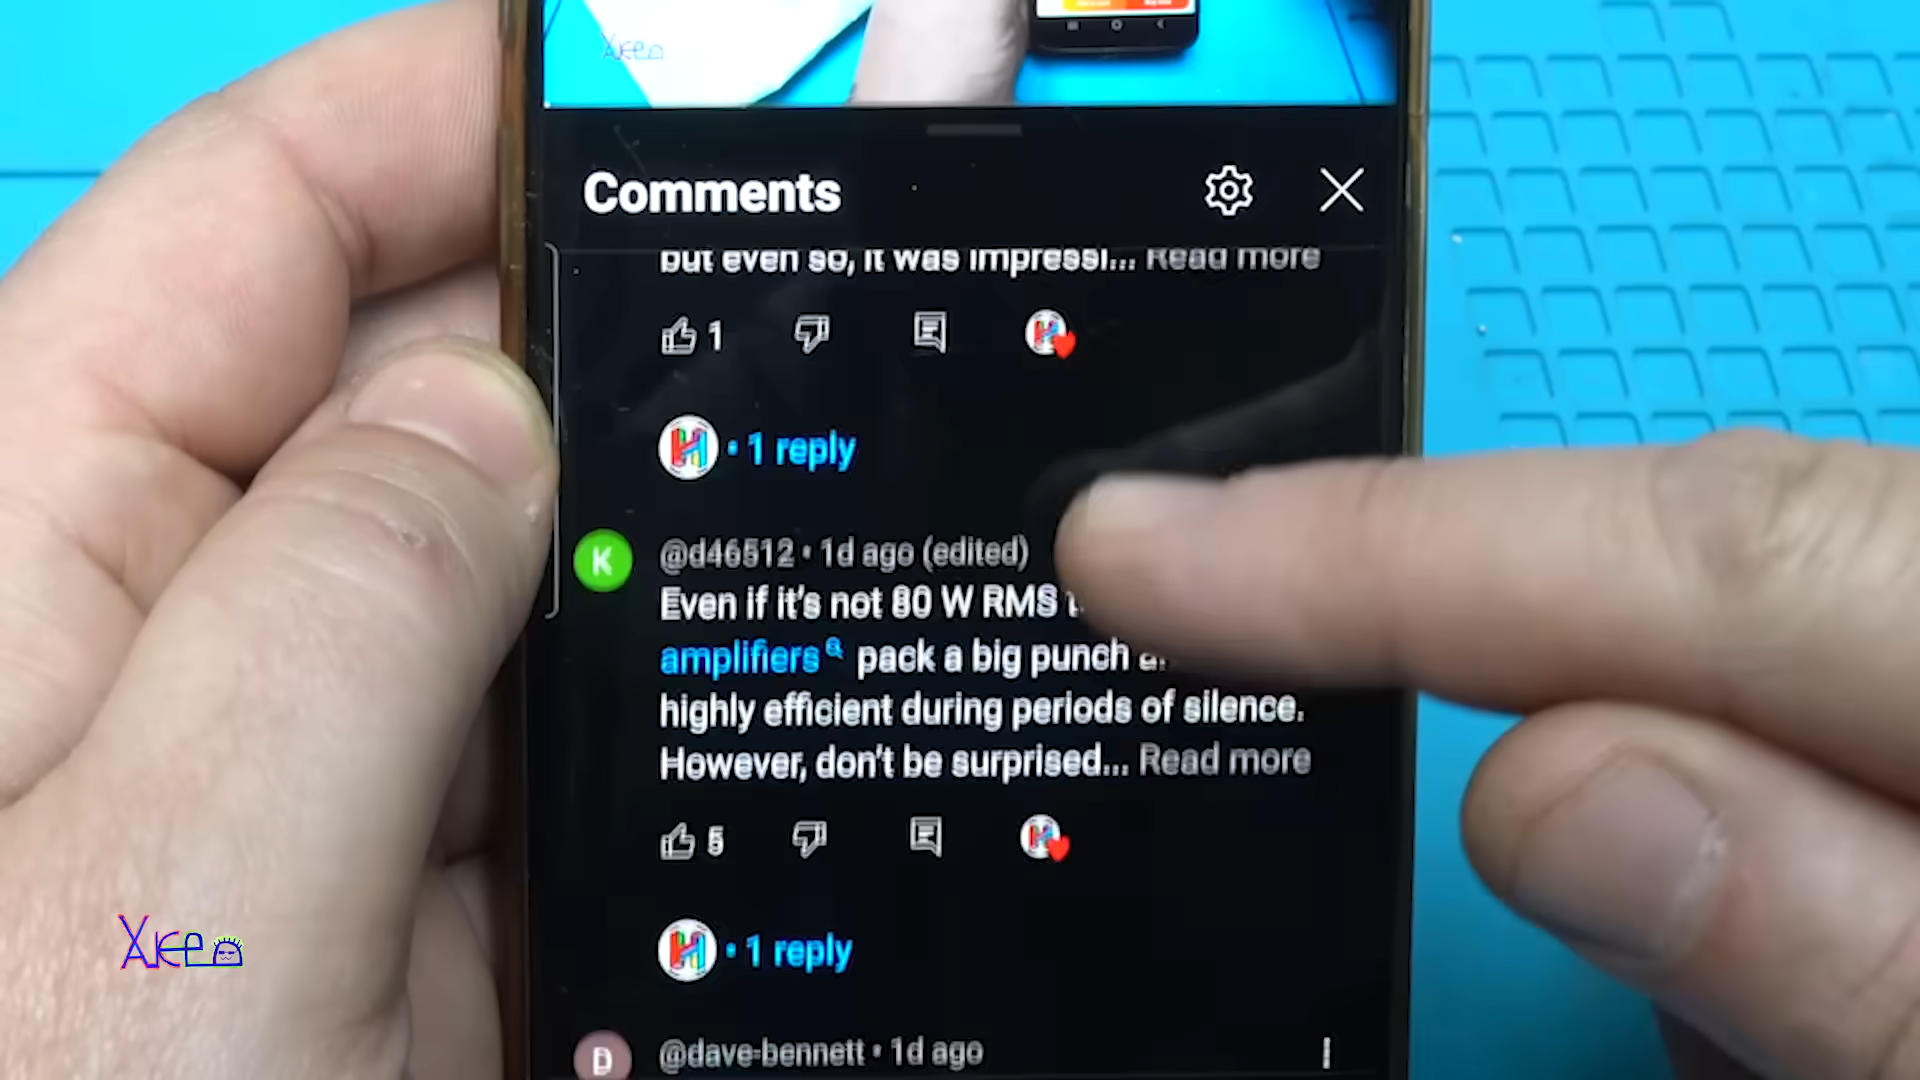 Comments
but even so, it was impressi... Read more
1
• 1 reply
K
@d46512 • 1d ago (edited)
Even if it's not 80 W RMS
amplifiers pack a big punch
highly efficient during periods of silence.
However, don't be surprised... Read more
5
• 1 reply
D
@dave-bennett • 1d ago